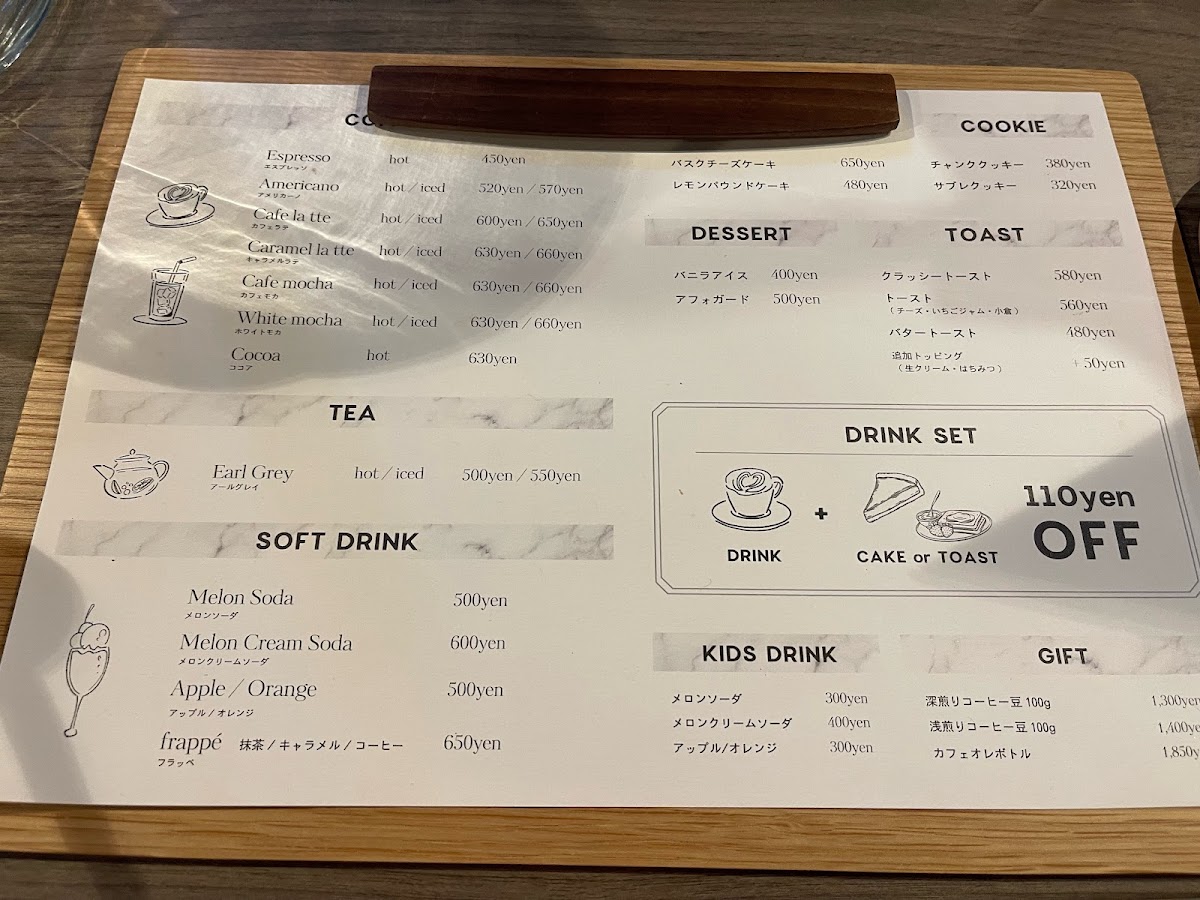 Espresso hot 450yen
エスプレッソ
Americano hot / iced 520yen / 570yen
アメリカーノ
Cafe la tte hot / iced 600yen / 650yen
カフェラテ
Caramel la tte hot / iced 630yen / 660yen
キャラメルラテ
Cafe mocha hot / iced 630yen / 660yen
カフェモカ
White mocha hot / iced 630yen / 660yen
ホワイトモカ
Cocoa hot 630yen
ココア
TEA
Earl Grey hot / iced 500yen / 550yen
アールグレイ
SOFT DRINK
Melon Soda 500yen
メロンソーダ
Melon Cream Soda 600yen
メロンクリームソーダ
Apple / Orange 500yen
アップル / オレンジ
frappé 抹茶 / キャラメル / コーヒー 650yen
フラッペ
バスクチーズケーキ 650yen
レモンパウンドケーキ 480yen
COOKIE
チャンククッキー 380yen
サブレクッキー 320yen
DESSERT
バニラアイス 400yen
アフォガード 500yen
TOAST
クラッシートースト 580yen
トースト 560yen
（ チーズ・いちごジャム・小倉 ）
バタートースト 480yen
追加トッピング + 50yen
（ 生クリーム・はちみつ ）
DRINK SET
DRINK + CAKE or TOAST
110yen
OFF
KIDS DRINK
メロンソーダ 300yen
メロンクリームソーダ 400yen
アップル/オレンジ 300yen
GIFT
深煎りコーヒー豆 100g 1,300yen
浅煎りコーヒー豆 100g 1,400ye
カフェオレボトル 1,850y